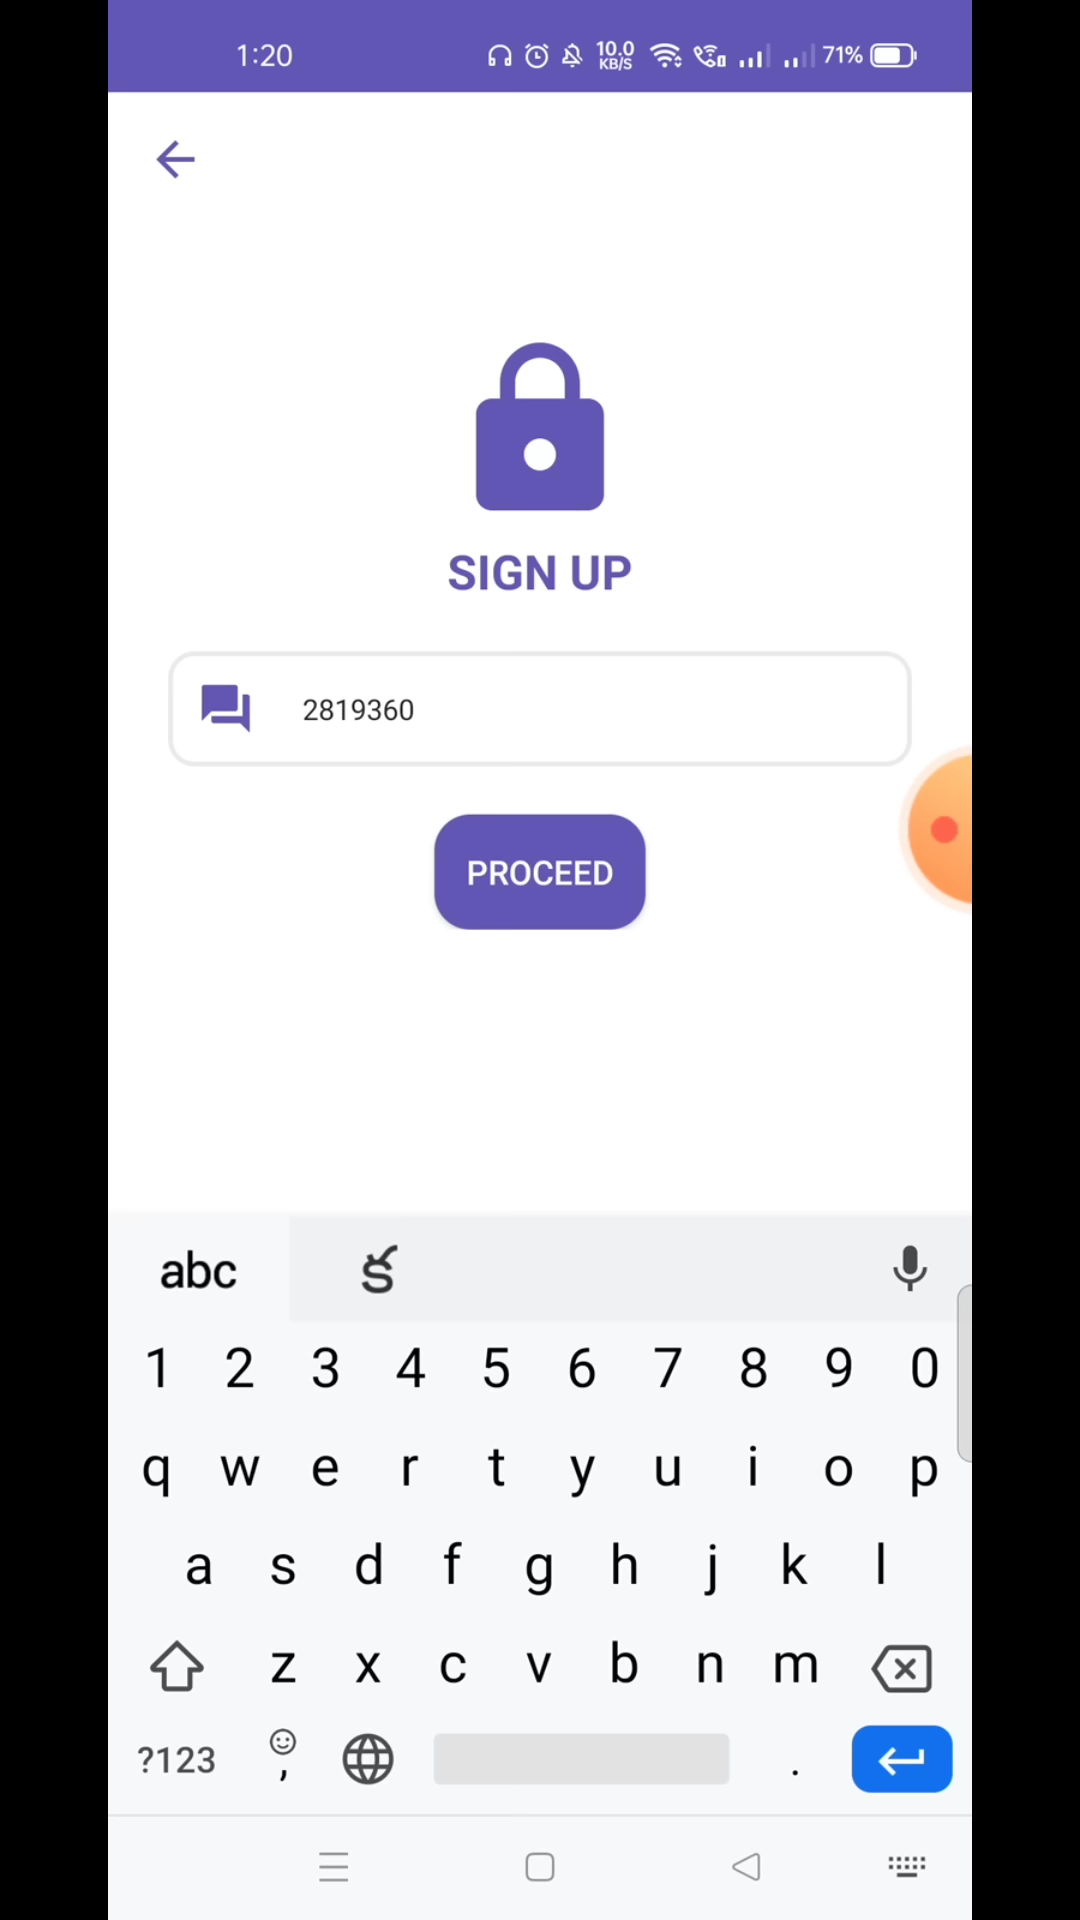 1:20 10.0 KB/S 71%
SIGN UP
2819360
PROCEED
abc క
1 2 3 4 5 6 7 8 9 0
q w e r t y u i o p
a s d f g h j k l
z x c v b n m
?123 , .